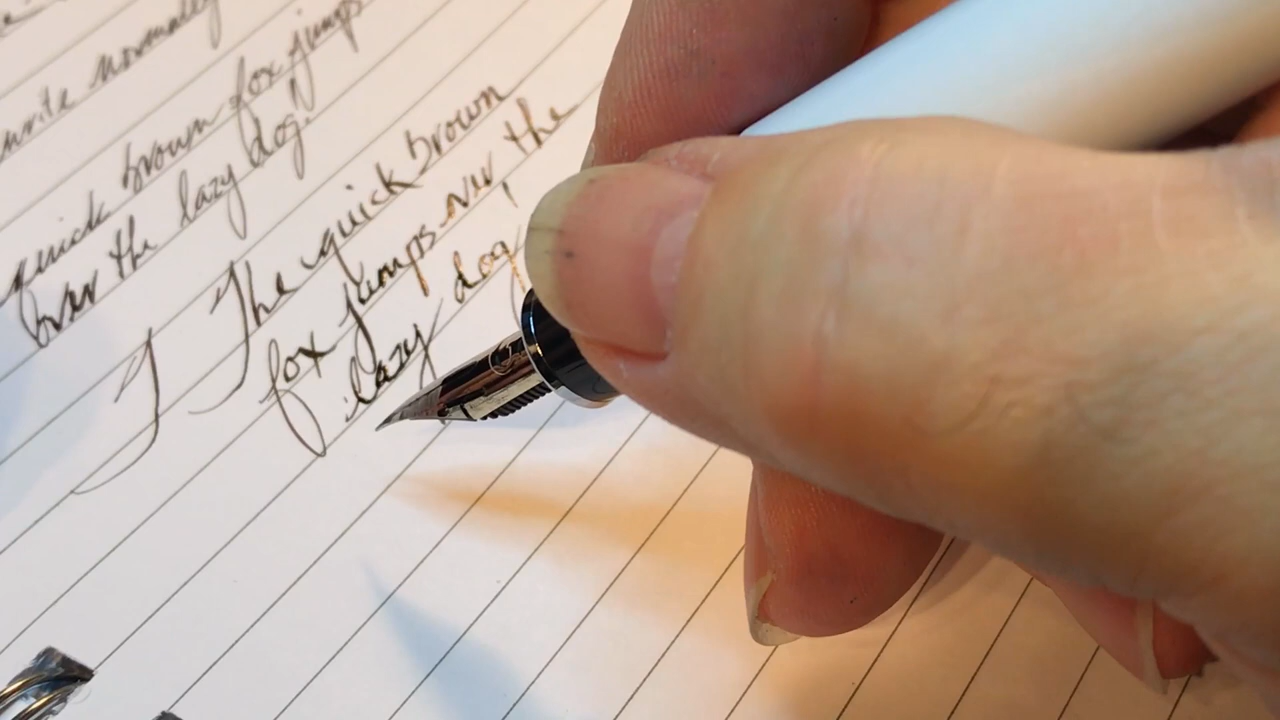 write normally
quick brown fox jumps
over the lazy dog.
I The quick brown
fox jumps over the
lazy dog